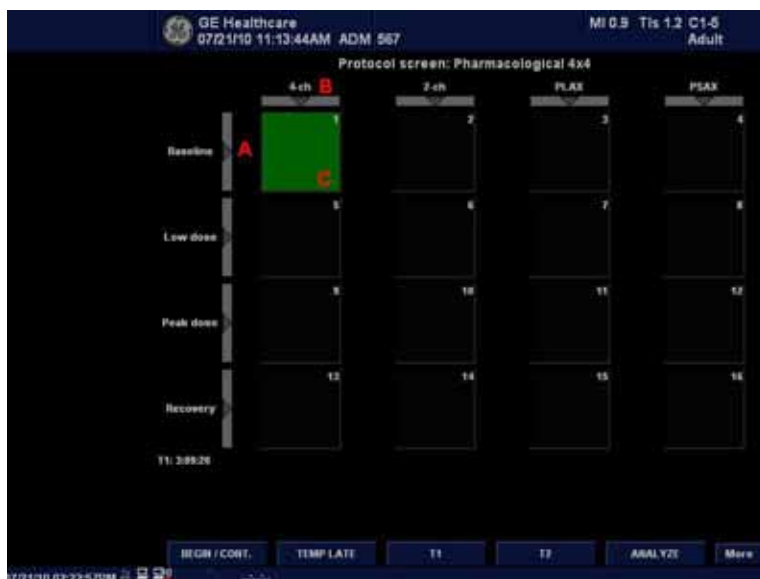 GE Healthcare MI 0.9 TIs 1.2 C1-5
07/21/10 11:13:44AM ADM 567 Adult
Protocol screen: Pharmacological 4x4
4-ch B 2-ch PLAX PSAX
1 2 3 4
Baseline A
C
5 6 7 8
Low dose
9 10 11 12
Peak dose
13 14 15 16
Recovery
T1: 3:09:26
BEGIN / CONT. TEMPLATE T1 T2 ANALYZE More